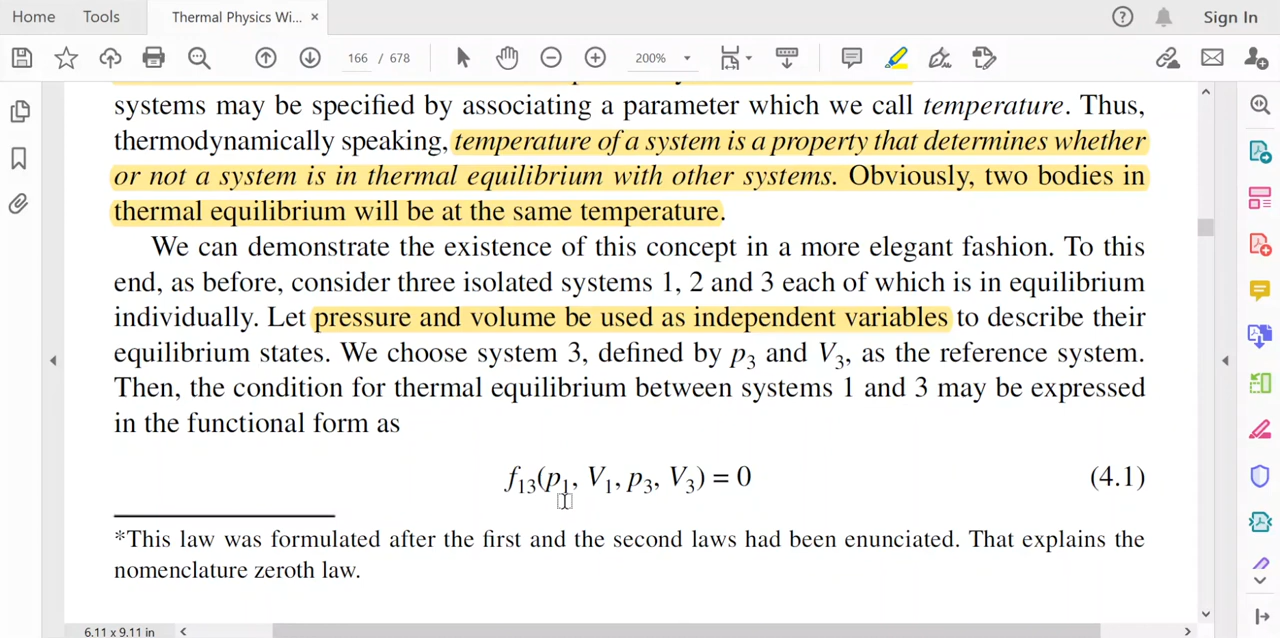 Home Tools Thermal Physics Wi... × Sign In
166 / 678 200%
systems may be specified by associating a parameter which we call temperature. Thus,
thermodynamically speaking, temperature of a system is a property that determines whether
or not a system is in thermal equilibrium with other systems. Obviously, two bodies in
thermal equilibrium will be at the same temperature.
We can demonstrate the existence of this concept in a more elegant fashion. To this
end, as before, consider three isolated systems 1, 2 and 3 each of which is in equilibrium
individually. Let pressure and volume be used as independent variables to describe their
equilibrium states. We choose system 3, defined by p₃ and V₃, as the reference system.
Then, the condition for thermal equilibrium between systems 1 and 3 may be expressed
in the functional form as
f₁₃(p₁, V₁, p₃, V₃) = 0 (4.1)
*This law was formulated after the first and the second laws had been enunciated. That explains the
nomenclature zeroth law.
6.11 x 9.11 in